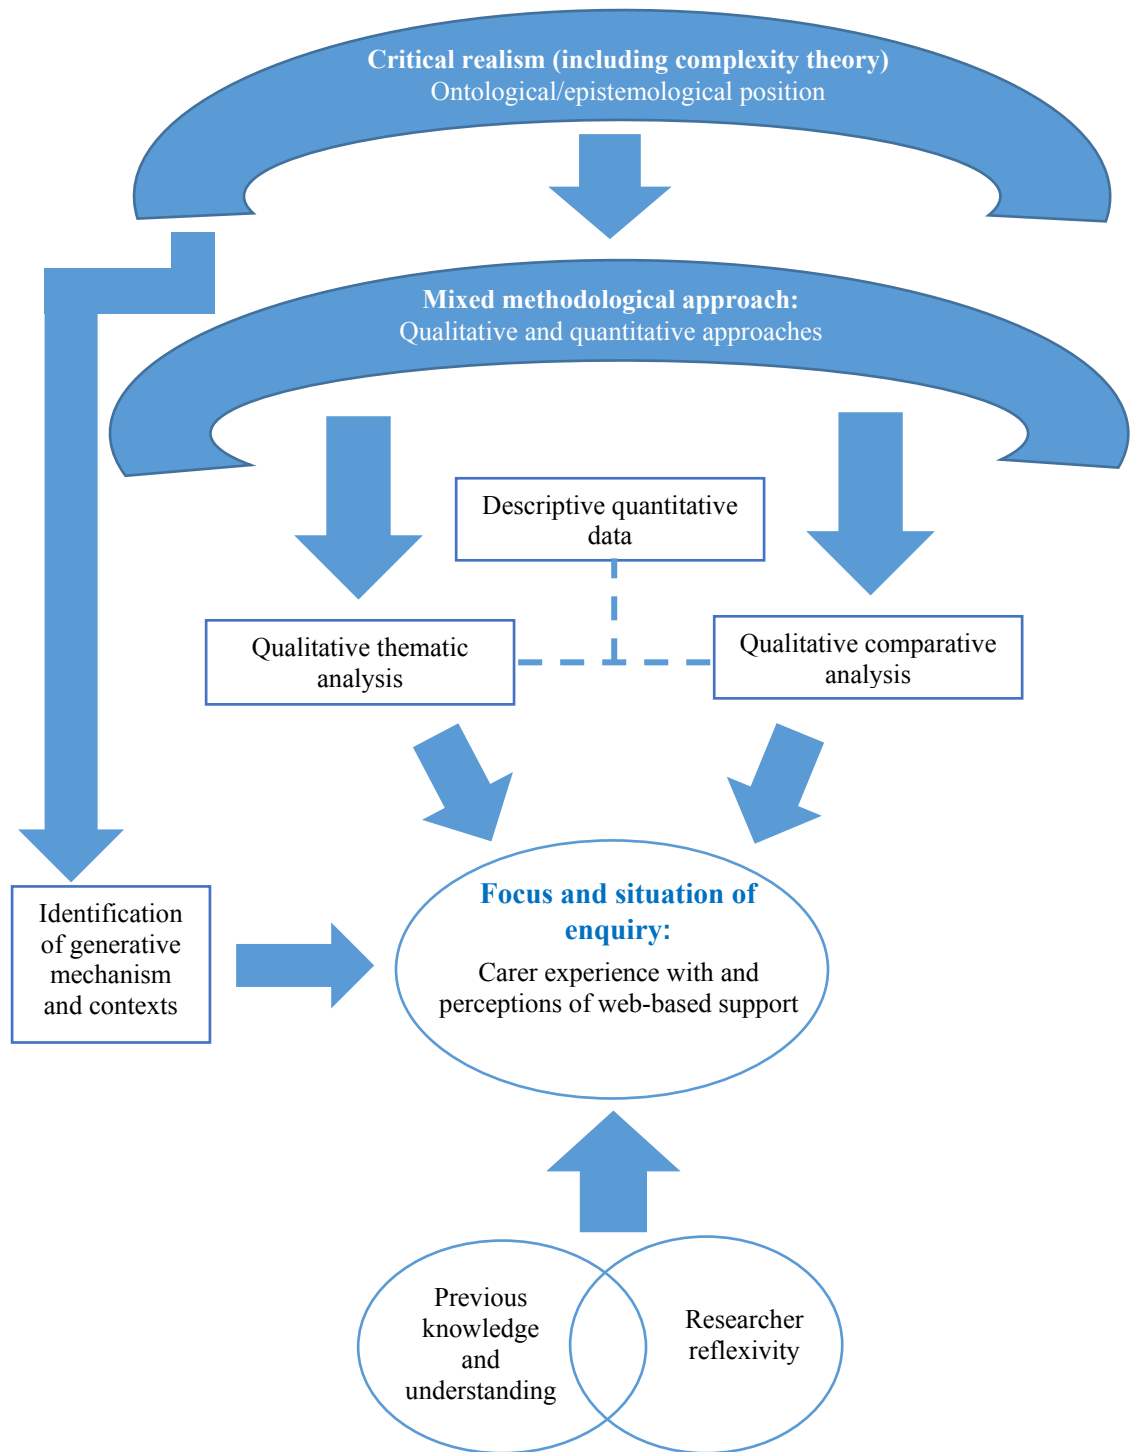 Critical realism (including complexity theory)
Ontological/epistemological position
Mixed methodological approach:
Qualitative and quantitative approaches
Descriptive quantitative
data
Qualitative thematic
analysis
Qualitative comparative
analysis
Identification
of generative
mechanism
and contexts
Focus and situation of
enquiry:
Carer experience with and
perceptions of web-based support
Previous
knowledge
and
understanding
Researcher
reflexivity